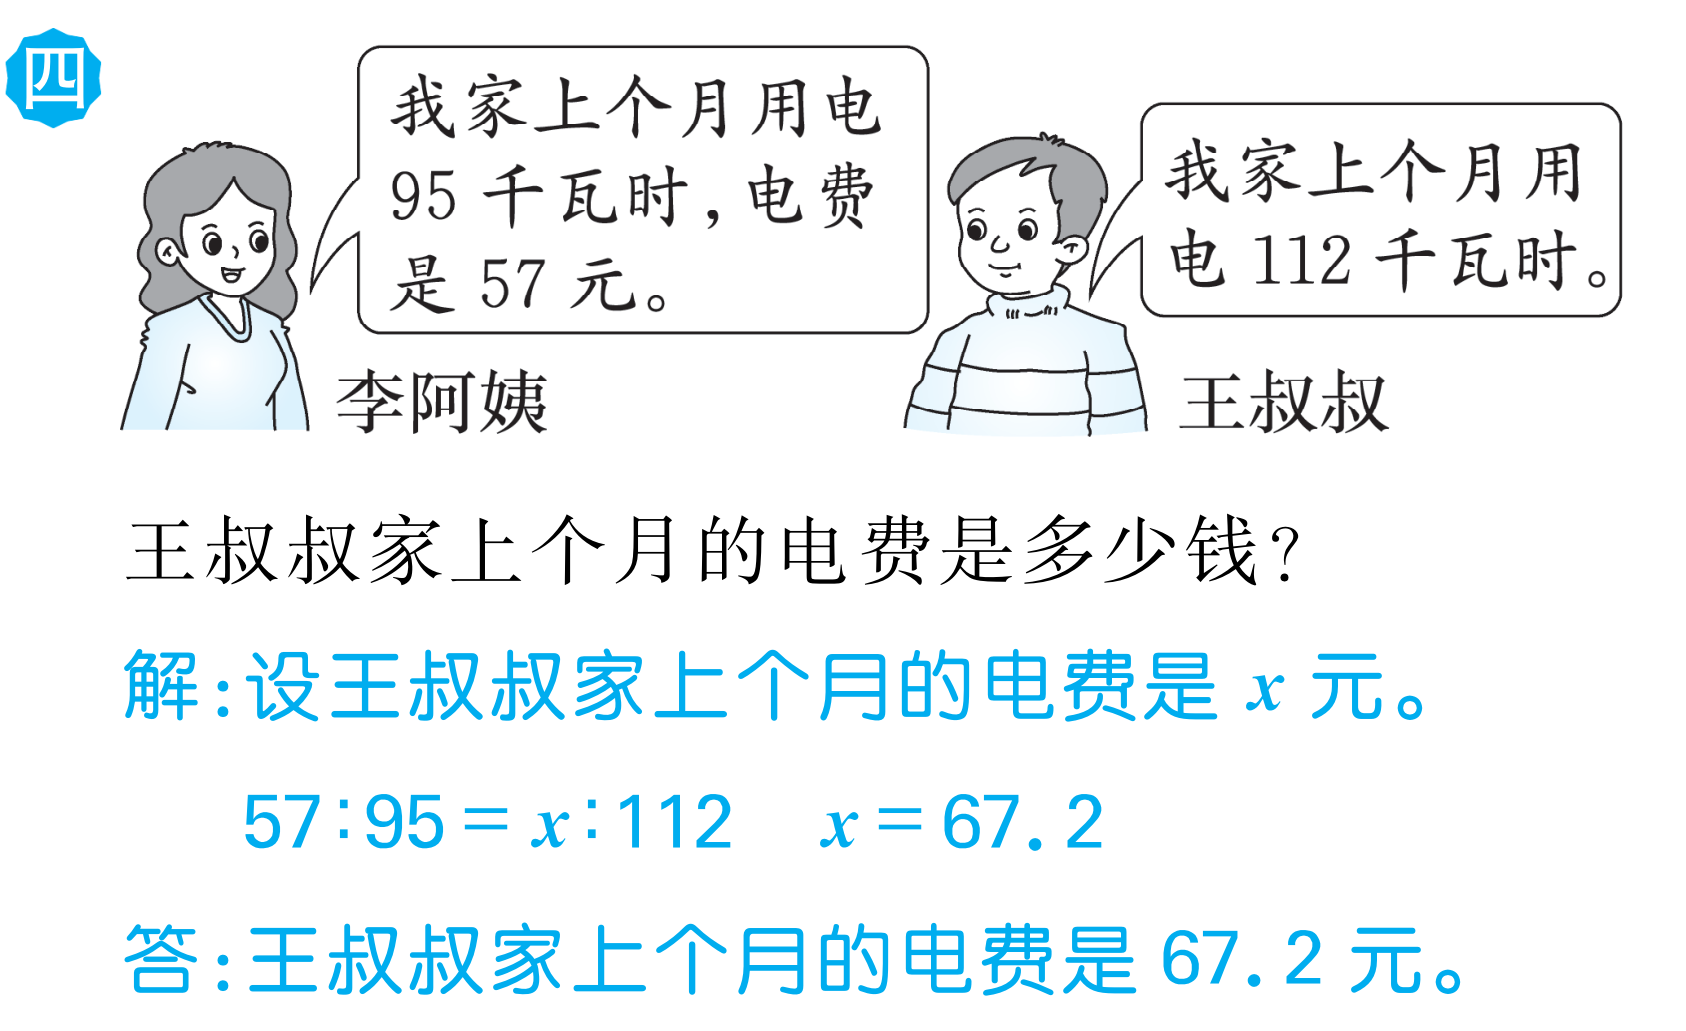 四
我家上个月用电
95 千瓦时，电费
是 57 元。
李阿姨
我家上个月用
电 112 千瓦时。
王叔叔
王叔叔家上个月的电费是多少钱?
解:设王叔叔家上个月的电费是 x 元。
57:95=x:112 x=67.2
答:王叔叔家上个月的电费是 67.2 元。